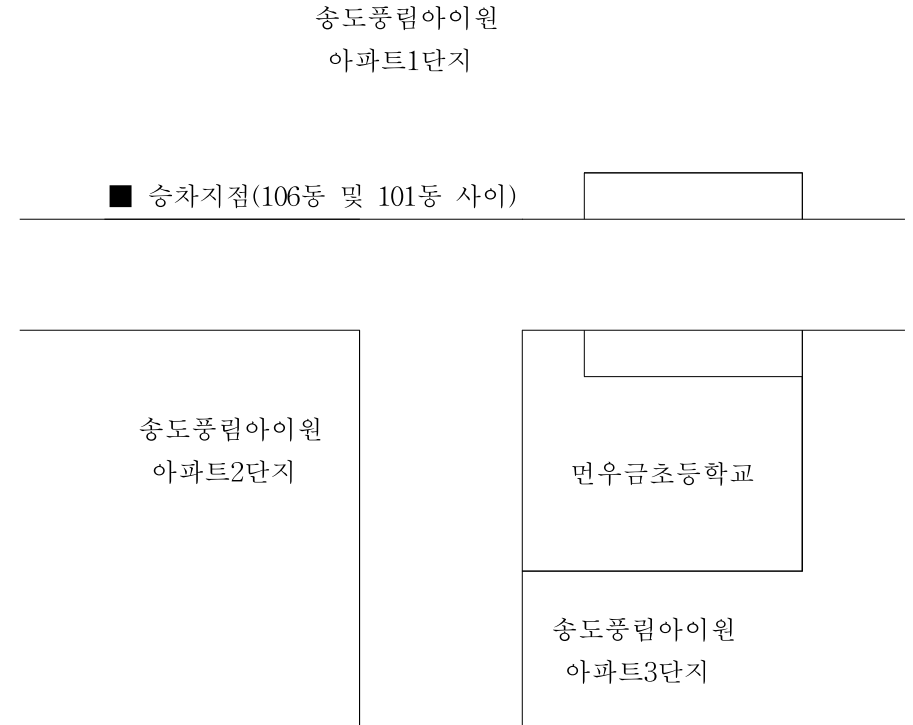 송도풍림아이원
아파트1단지
■ 승차지점(106동 및 101동 사이)
송도풍림아이원
아파트2단지
먼우금초등학교
송도풍림아이원
아파트3단지